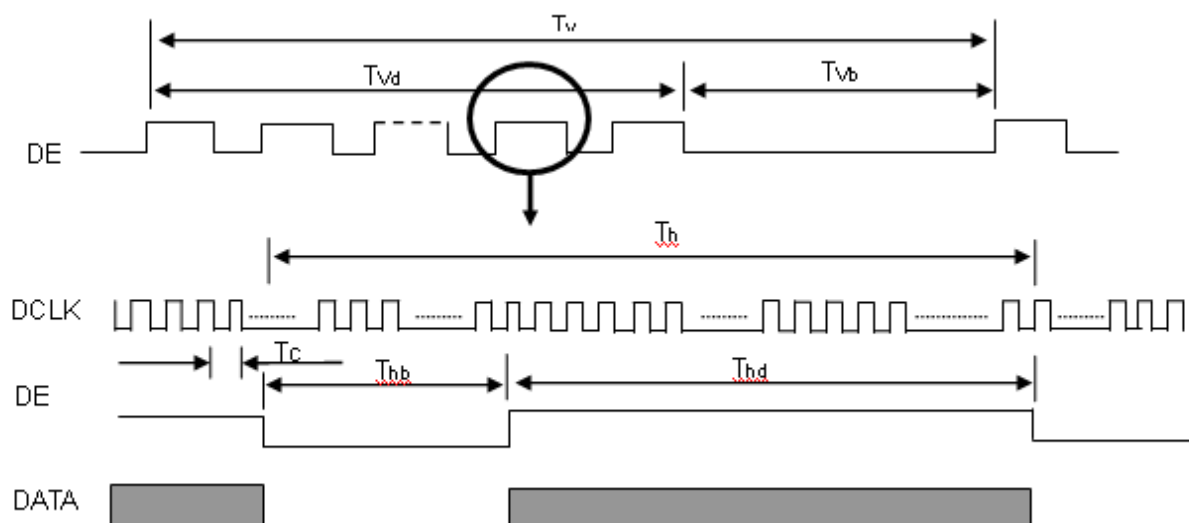 Tv
TVd
TVb
DE
Th
DCLK
Tc
Thb
Thd
DE
DATA